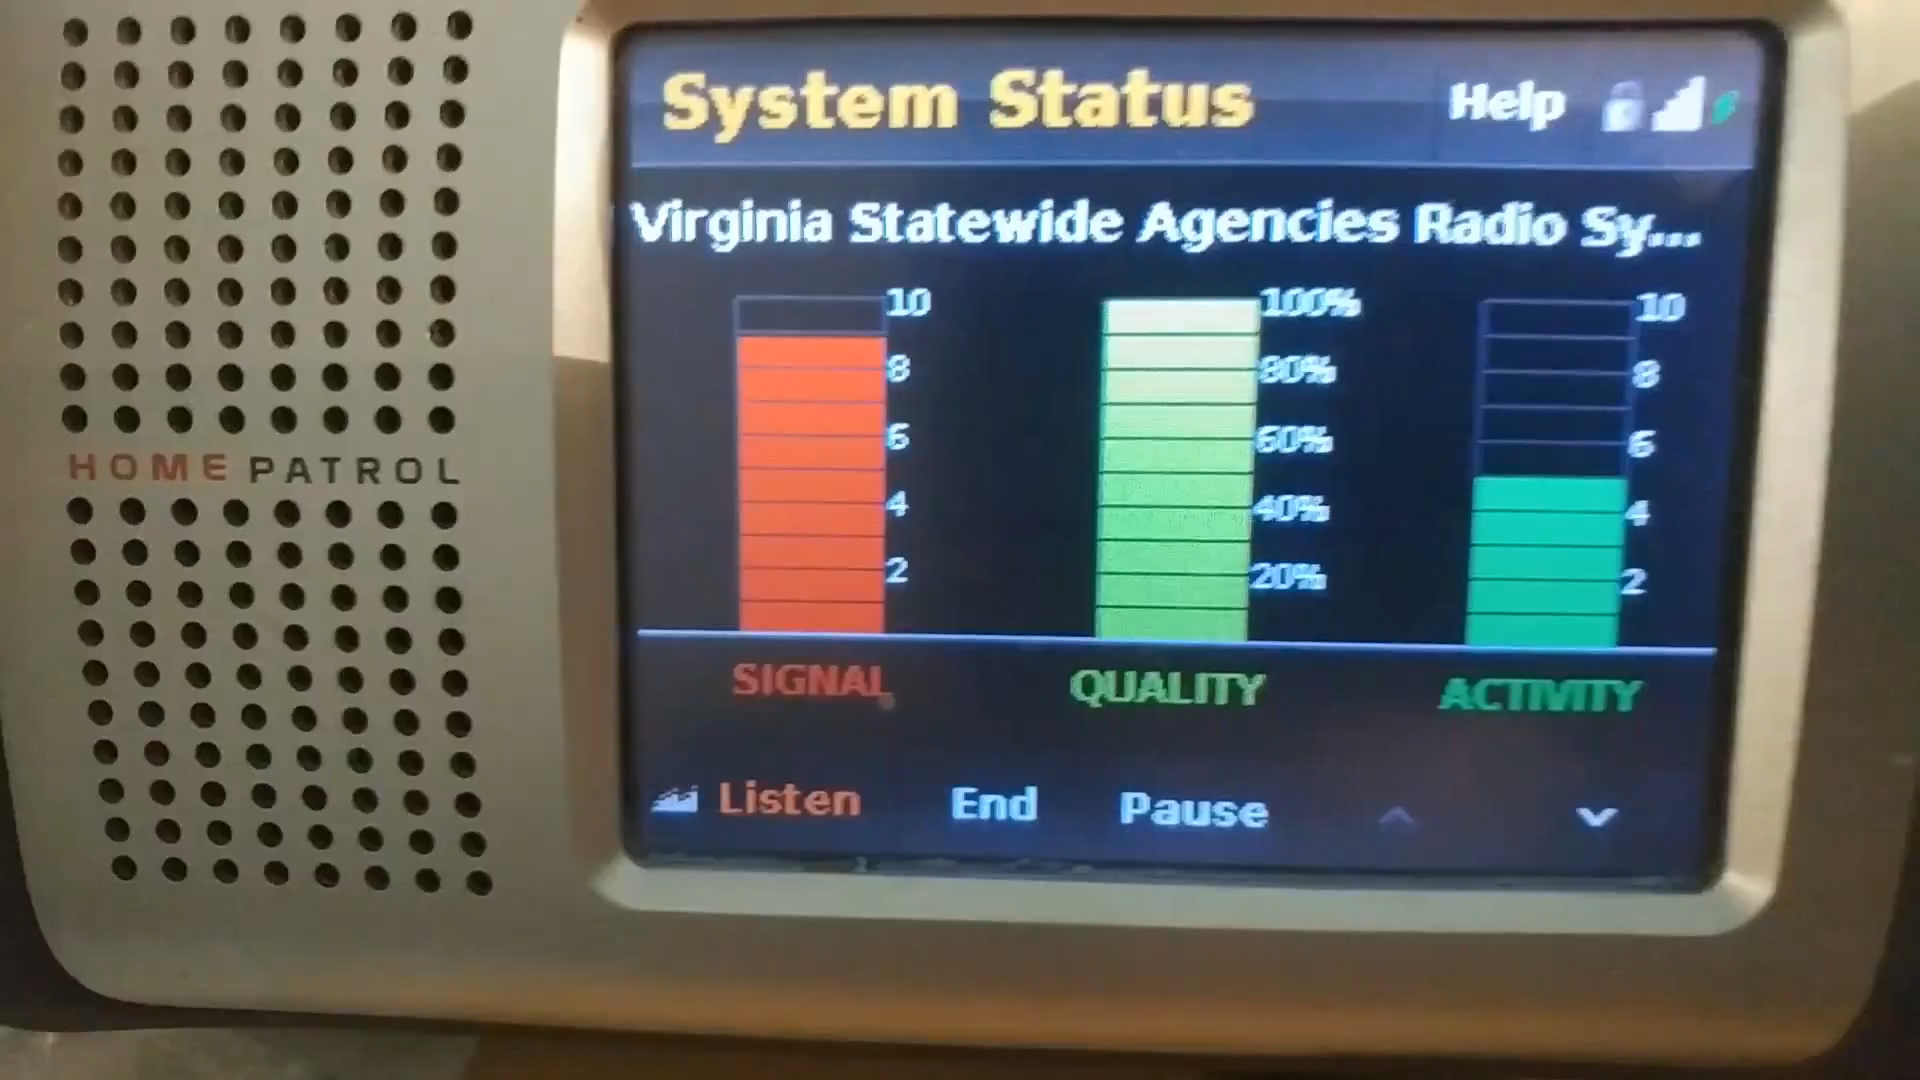 System Status Help
Virginia Statewide Agencies Radio Sy...
10 100% 10
8 80% 8
6 60% 6
4 40% 4
2 20% 2
SIGNAL QUALITY ACTIVITY
Listen End Pause
HOME PATROL